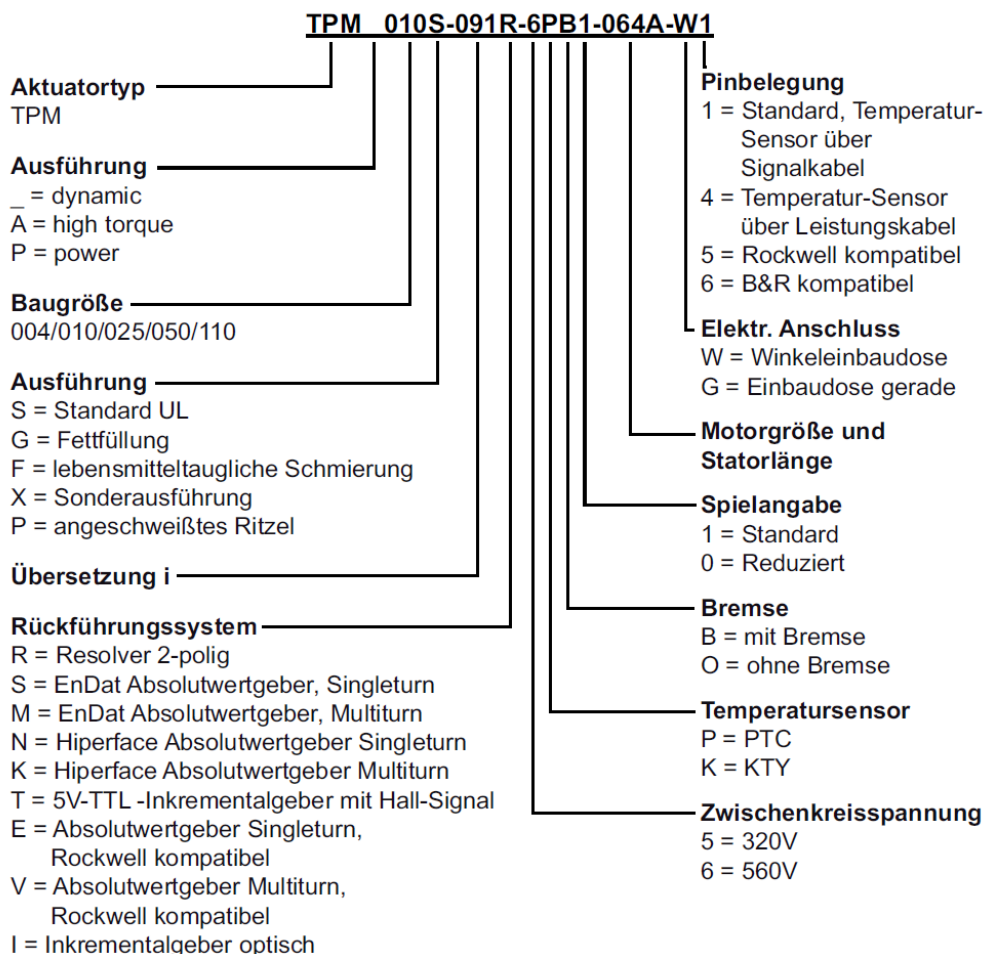 TPM_010S-091R-6PB1-064A-W1
Aktuatortyp
TPM
Ausführung
_ = dynamic
A = high torque
P = power
Baugröße
004/010/025/050/110
Ausführung
S = Standard UL
G = Fettfüllung
F = lebensmitteltaugliche Schmierung
X = Sonderausführung
P = angeschweißtes Ritzel
Übersetzung i
Rückführungssystem
R = Resolver 2-polig
S = EnDat Absolutwertgeber, Singleturn
M = EnDat Absolutwertgeber, Multiturn
N = Hiperface Absolutwertgeber Singleturn
K = Hiperface Absolutwertgeber Multiturn
T = 5V-TTL -Inkrementalgeber mit Hall-Signal
E = Absolutwertgeber Singleturn,
Rockwell kompatibel
V = Absolutwertgeber Multiturn,
Rockwell kompatibel
I = Inkrementalgeber optisch
Pinbelegung
1 = Standard, Temperatur-
Sensor über
Signalkabel
4 = Temperatur-Sensor
über Leistungskabel
5 = Rockwell kompatibel
6 = B&R kompatibel
Elektr. Anschluss
W = Winkeleinbaudose
G = Einbaudose gerade
Motorgröße und
Statorlänge
Spielangabe
1 = Standard
0 = Reduziert
Bremse
B = mit Bremse
O = ohne Bremse
Temperatursensor
P = PTC
K = KTY
Zwischenkreisspannung
5 = 320V
6 = 560V